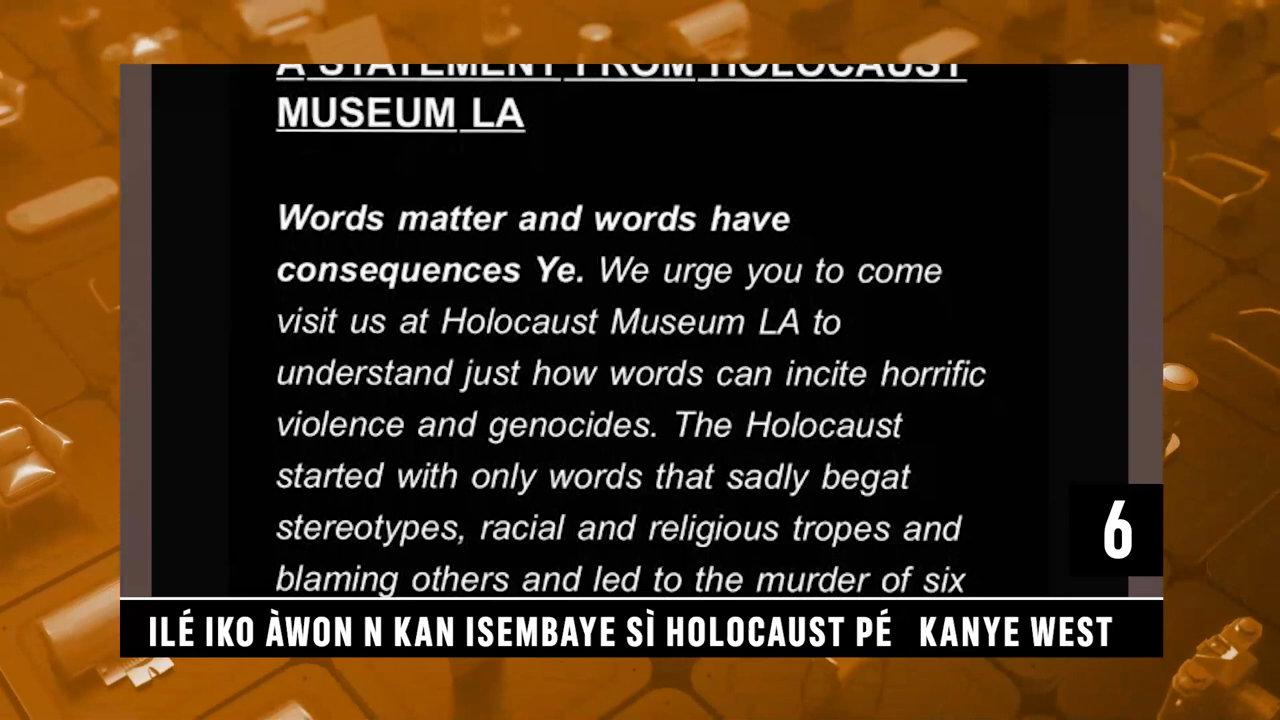 A STATEMENT FROM HOLOCAUST
MUSEUM LA
Words matter and words have
consequences Ye. We urge you to come
visit us at Holocaust Museum LA to
understand just how words can incite horrific
violence and genocides. The Holocaust
started with only words that sadly begat
stereotypes, racial and religious tropes and
blaming others and led to the murder of six
6
ILÉ IKO ÀWON N KAN ISEMBAYE SÌ HOLOCAUST PÉ KANYE WEST